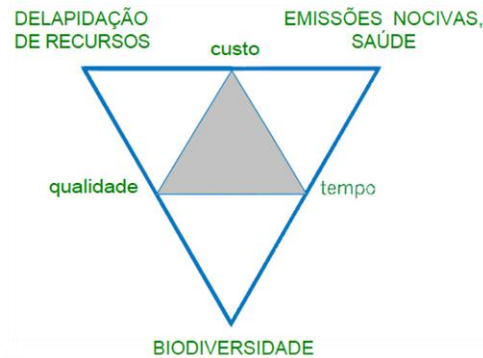 DELAPIDAÇÃO
DE RECURSOS
EMISSÕES NOCIVAS,
SAÚDE
custo
qualidade
tempo
BIODIVERSIDADE